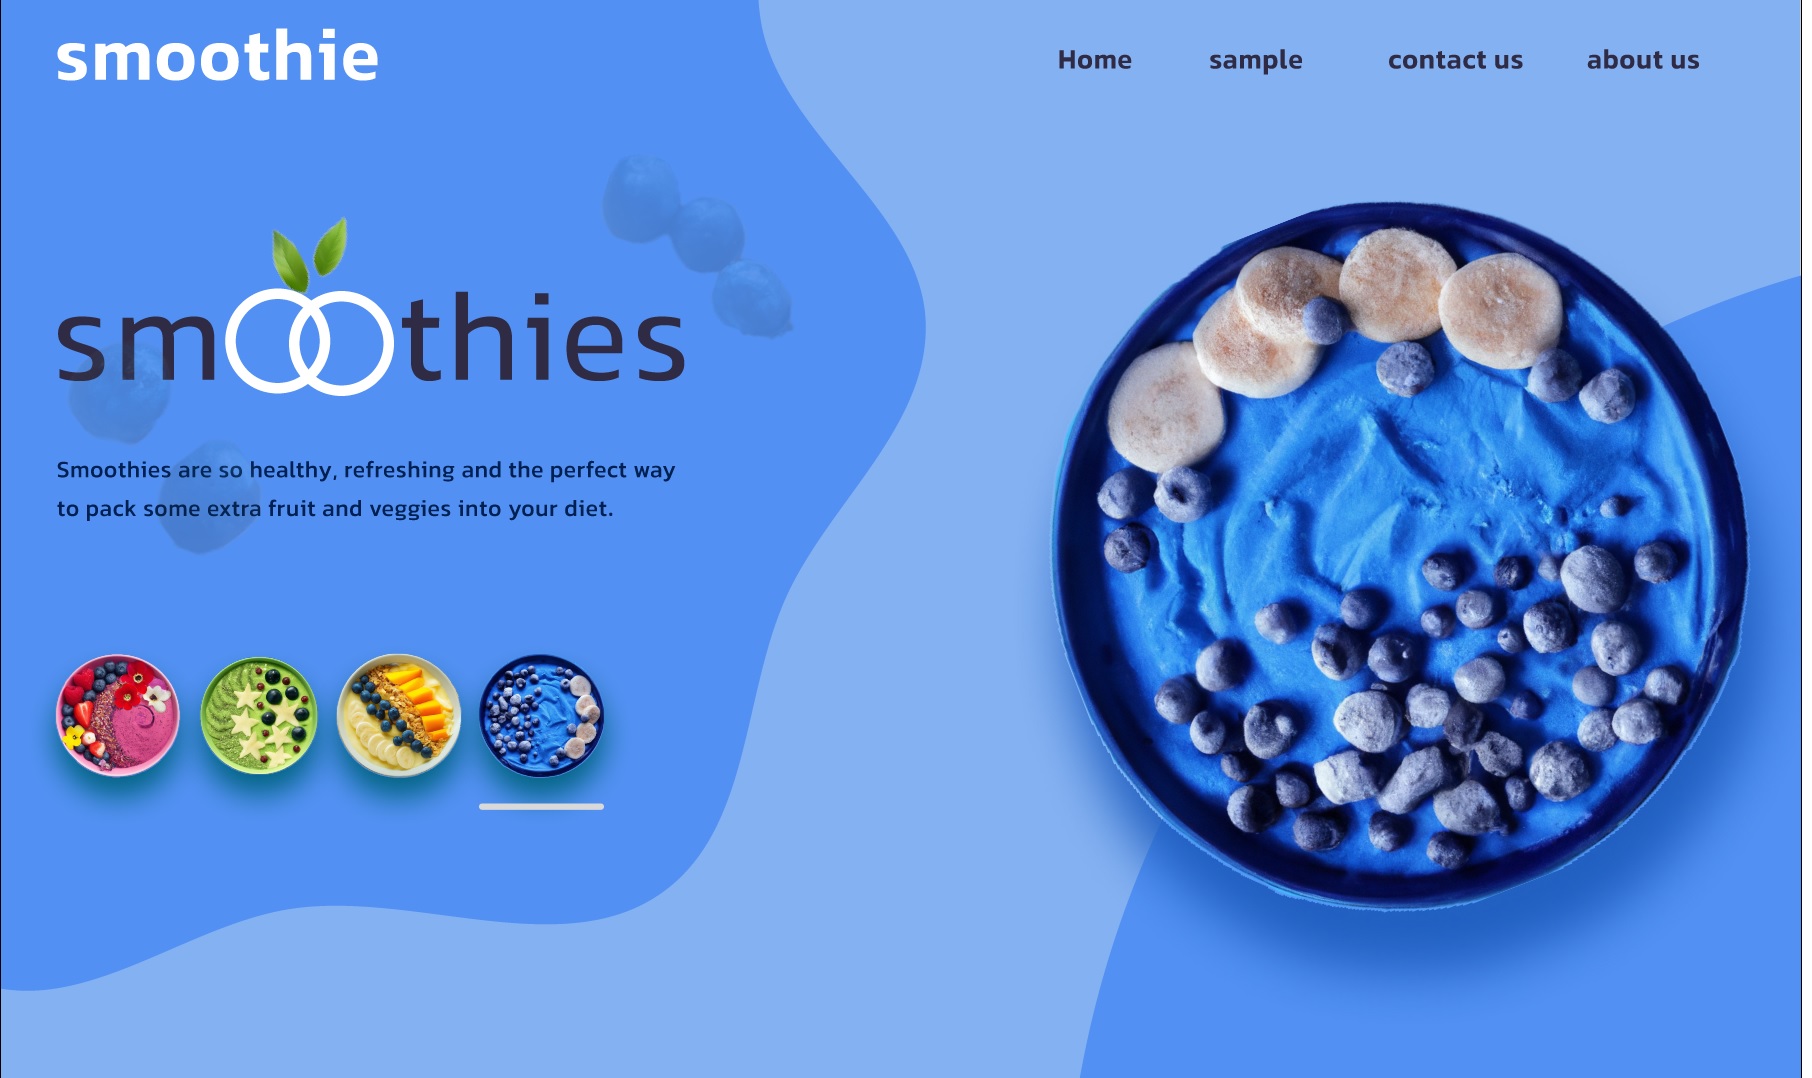 smoothie
Home sample contact us about us
smoothies
Smoothies are so healthy, refreshing and the perfect way
to pack some extra fruit and veggies into your diet.